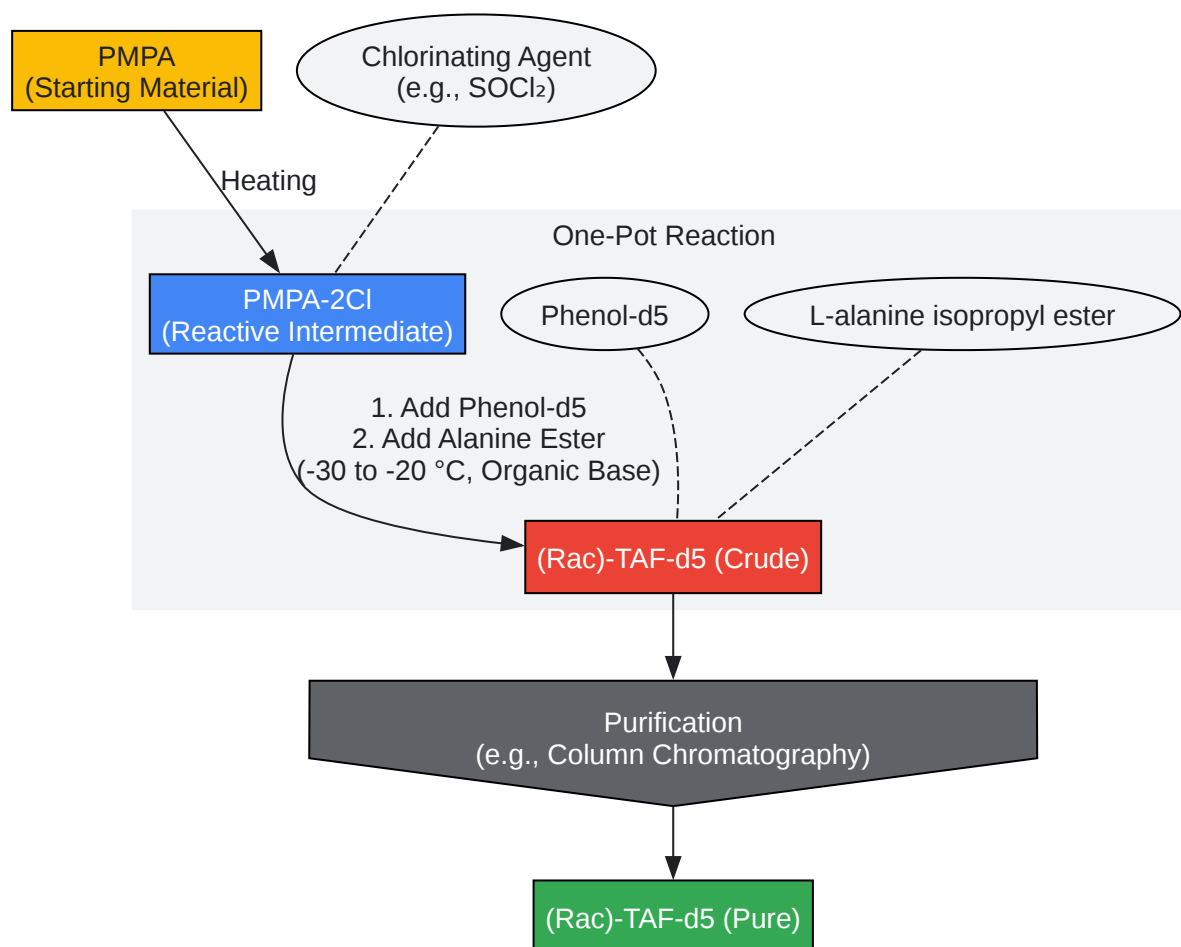 PMPA
(Starting Material)
Chlorinating Agent
(e.g., SOCl₂)
Heating
One-Pot Reaction
PMPA-2Cl
(Reactive Intermediate)
Phenol-d5
L-alanine isopropyl ester
1. Add Phenol-d5
2. Add Alanine Ester
(-30 to -20 °C, Organic Base)
(Rac)-TAF-d5 (Crude)
Purification
(e.g., Column Chromatography)
(Rac)-TAF-d5 (Pure)